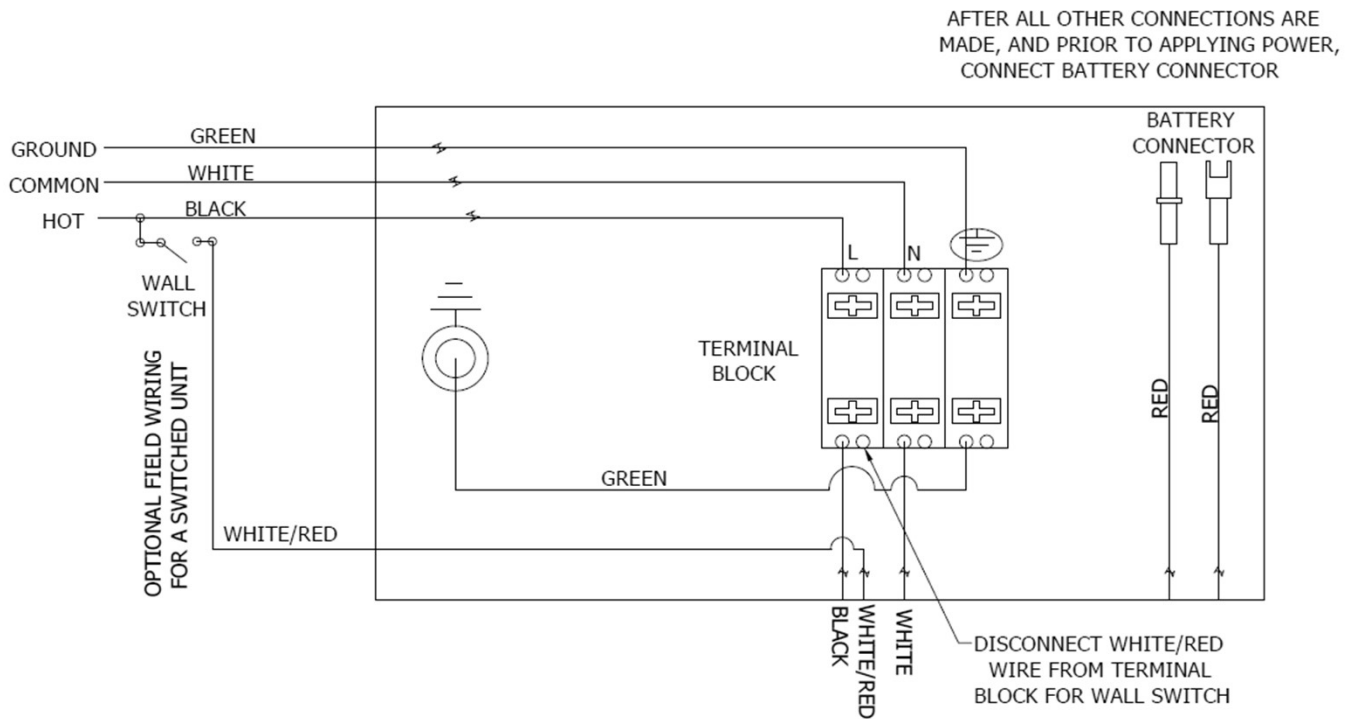 AFTER ALL OTHER CONNECTIONS ARE
MADE, AND PRIOR TO APPLYING POWER,
CONNECT BATTERY CONNECTOR
BATTERY
CONNECTOR
GROUND
GREEN
COMMON
WHITE
HOT
BLACK
WALL
SWITCH
L
N
TERMINAL
BLOCK
OPTIONAL FIELD WIRING
FOR A SWITCHED UNIT
RED
RED
GREEN
WHITE/RED
BLACK
WHITE/RED
WHITE
DISCONNECT WHITE/RED
WIRE FROM TERMINAL
BLOCK FOR WALL SWITCH